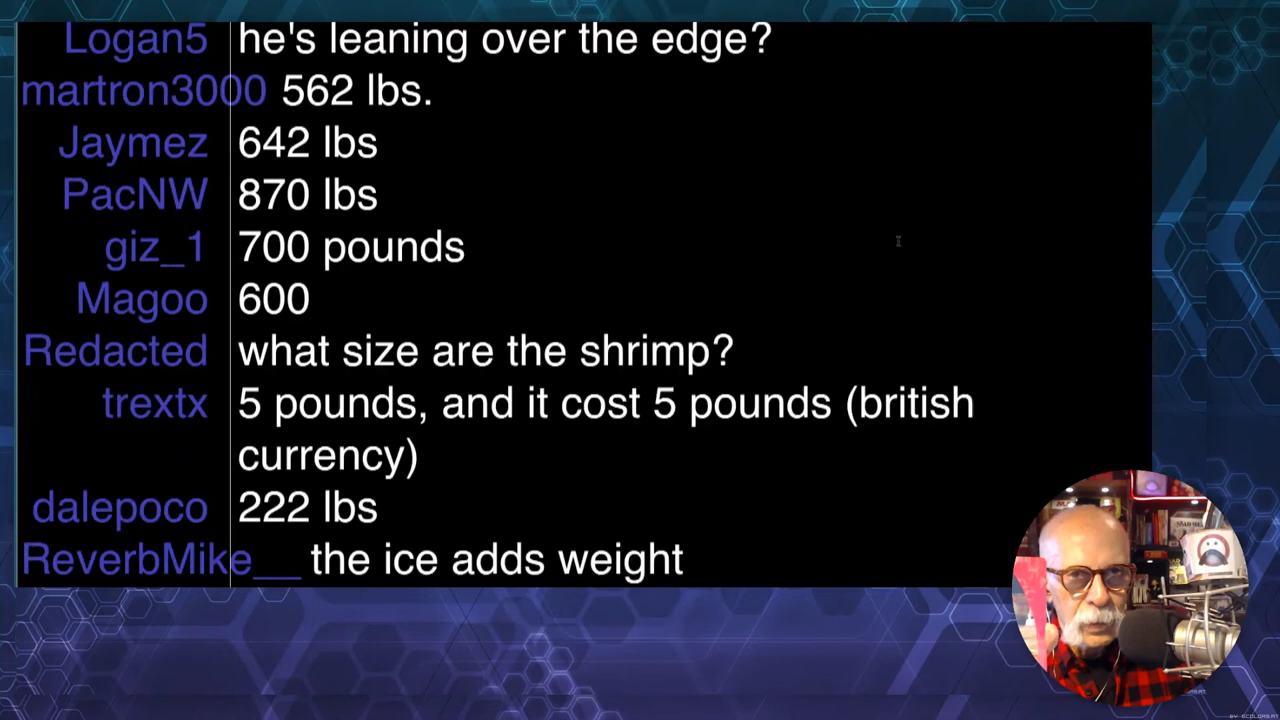 Logan5 he's leaning over the edge?
martron3000 562 lbs.
Jaymez 642 lbs
PacNW 870 lbs
giz_1 700 pounds
Magoo 600
Redacted what size are the shrimp?
trextx 5 pounds, and it cost 5 pounds (british
currency)
dalepoco 222 lbs
ReverbMike__ the ice adds weight